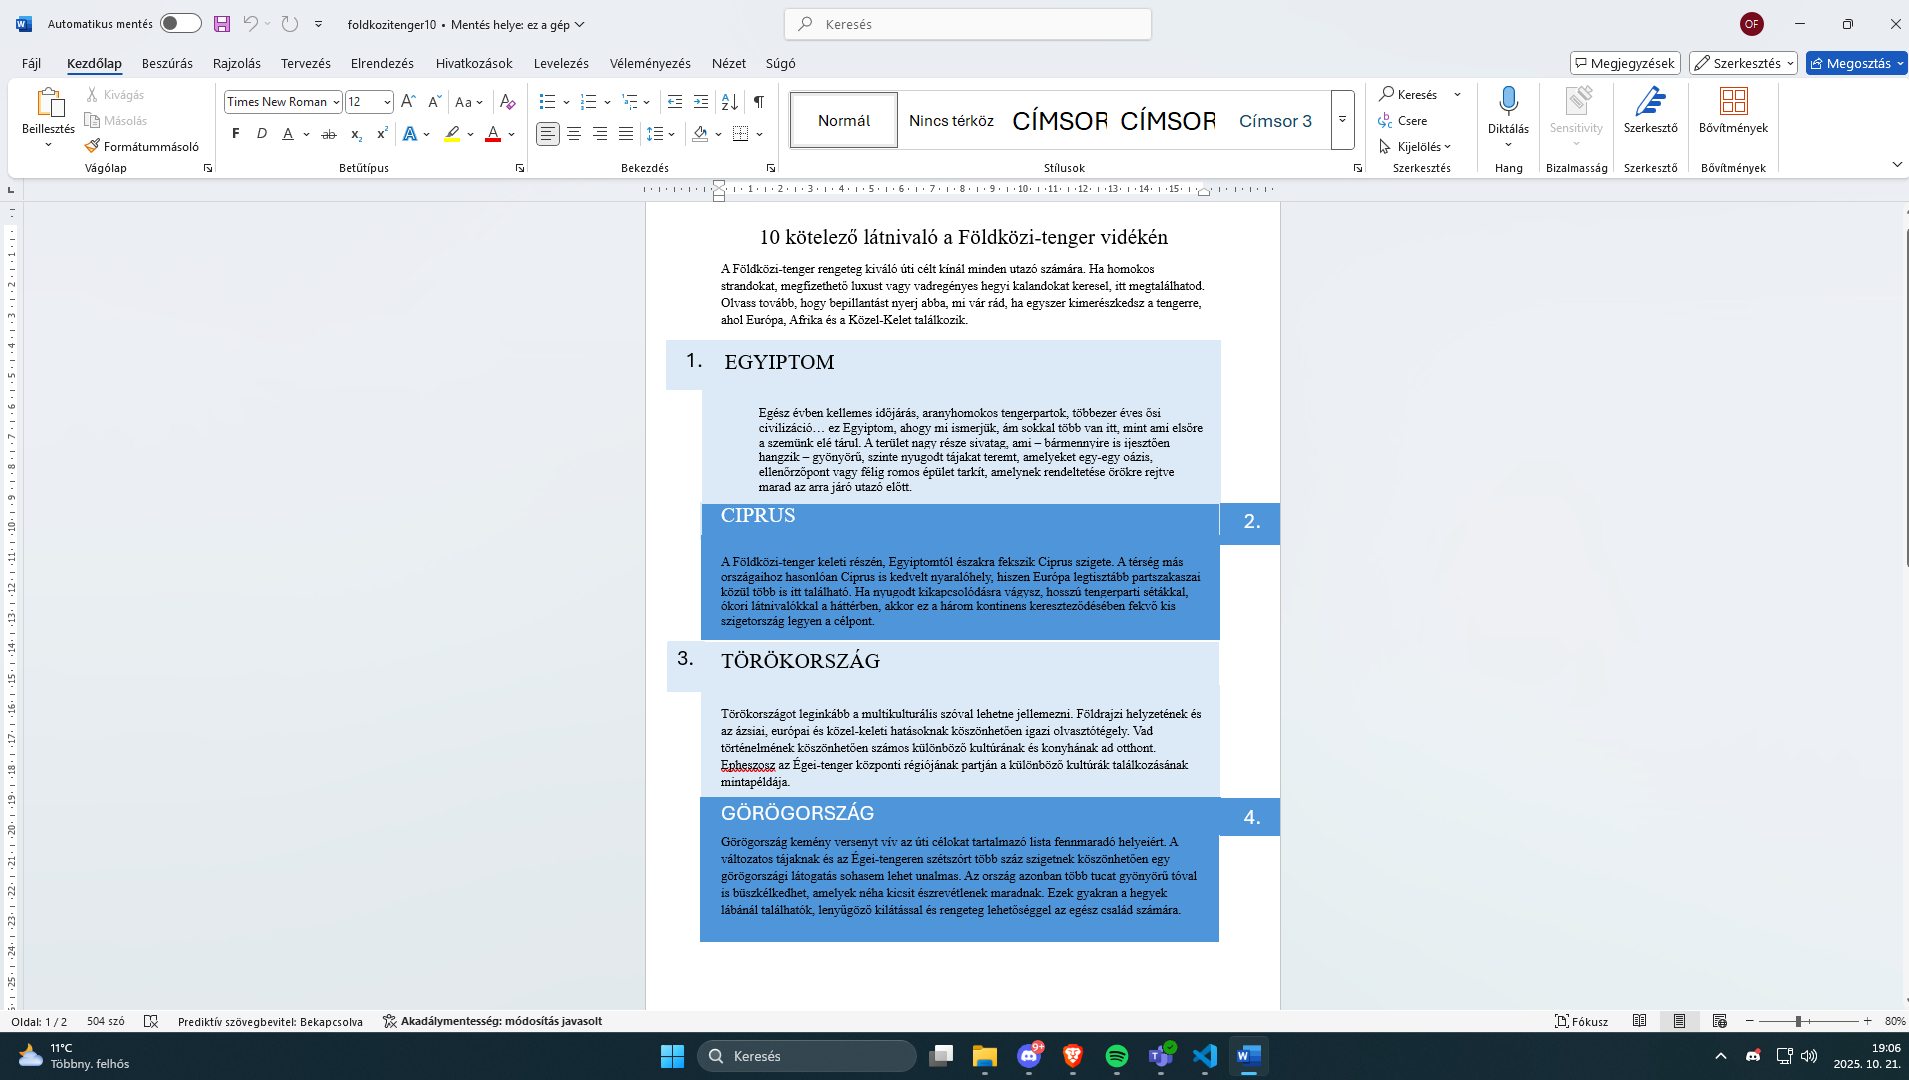 Automatikus mentés
foldkozitenger10 • Mentés helye: ez a gép
Keresés
OF
Fájl Kezdőlap Beszúrás Rajzolás Tervezés Elrendezés Hivatkozások Levelezés Véleményezés Nézet Súgó
Megjegyzések Szerkesztés Megosztás
Beillesztés
Kivágás
Másolás
Formátummásoló
Vágólap
Times New Roman 12
Betűtípus
Bekezdés
Normál Nincs térköz CÍMSOR CÍMSOR Címsor 3
Stílusok
Keresés
Csere
Kijelölés
Szerkesztés
Diktálás
Hang
Sensitivity
Bizalmasság
Szerkesztő
Szerkesztő
Bővítmények
Bővítmények
1 2 3 4 5 6 7 8 9 10 11 12 13 14 15
10 kötelező látnivaló a Földközi-tenger vidékén
A Földközi-tenger rengeteg kiváló úti célt kínál minden utazó számára. Ha homokos
strandokat, megfizethető luxust vagy vadregényes hegyi kalandokat keresel, itt megtalálhatod.
Olvass tovább, hogy bepillantást nyerj abba, mi vár rád, ha egyszer kimerészkedsz a tengerre,
ahol Európa, Afrika és a Közel-Kelet találkozik.
1. EGYIPTOM
Egész évben kellemes időjárás, aranyhomokos tengerpartok, többezer éves ősi
civilizáció… ez Egyiptom, ahogy mi ismerjük, ám sokkal több van itt, mint ami elsőre
a szemünk elé tárul. A terület nagy része sivatag, ami – bármennyire is ijesztően
hangzik – gyönyörű, szinte nyugodt tájakat teremt, amelyeket egy-egy oázis,
ellenőrzőpont vagy félig romos épület tarkít, amelynek rendeltetése örökre rejtve
marad az arra járó utazó előtt.
CIPRUS 2.
A Földközi-tenger keleti részén, Egyiptomtól északra fekszik Ciprus szigete. A térség más
országaihoz hasonlóan Ciprus is kedvelt nyaralóhely, hiszen Európa legtisztább partszakaszai
közül több is itt található. Ha nyugodt kikapcsolódásra vágysz, hosszú tengerparti sétákkal,
ókori látnivalókkal a háttérben, akkor ez a három kontinens kereszteződésében fekvő kis
szigetország legyen a célpont.
3. TÖRÖKORSZÁG
Törökországot leginkább a multikulturális szóval lehetne jellemezni. Földrajzi helyzetének és
az ázsiai, európai és közel-keleti hatásoknak köszönhetően igazi olvasztótégely. Vad
történelmének köszönhetően számos különböző kultúrának és konyhának ad otthont.
Epheszosz az Égei-tenger központi régiójának partján a különböző kultúrák találkozásának
mintapéldája.
GÖRÖGORSZÁG 4.
Görögország kemény versenyt vív az úti célokat tartalmazó lista fennmaradó helyeiért. A
változatos tájaknak és az Égei-tengeren szétszórt több száz szigetnek köszönhetően egy
görögországi látogatás sohasem lehet unalmas. Az ország azonban több tucat gyönyörű tóval
is büszkélkedhet, amelyek néha kicsit észrevétlenek maradnak. Ezek gyakran a hegyek
lábánál találhatók, lenyűgöző kilátással és rengeteg lehetőséggel az egész család számára.
Oldal: 1 / 2 504 szó Prediktív szövegbevitel: Bekapcsolva Akadálymentesség: módosítás javasolt
Fókusz 80%
11°C
Többny. felhős
Keresés
9+
19:06
2025. 10. 21.